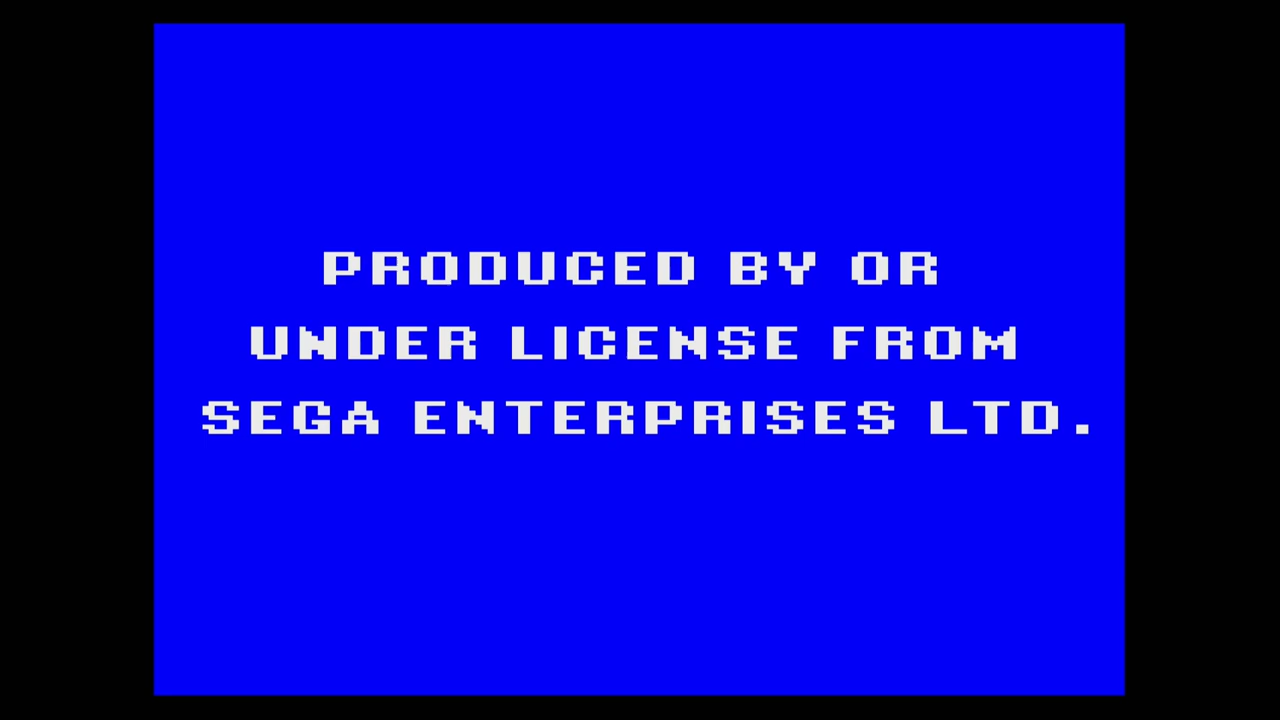 PRODUCED BY OR
UNDER LICENSE FROM
SEGA ENTERPRISES LTD.